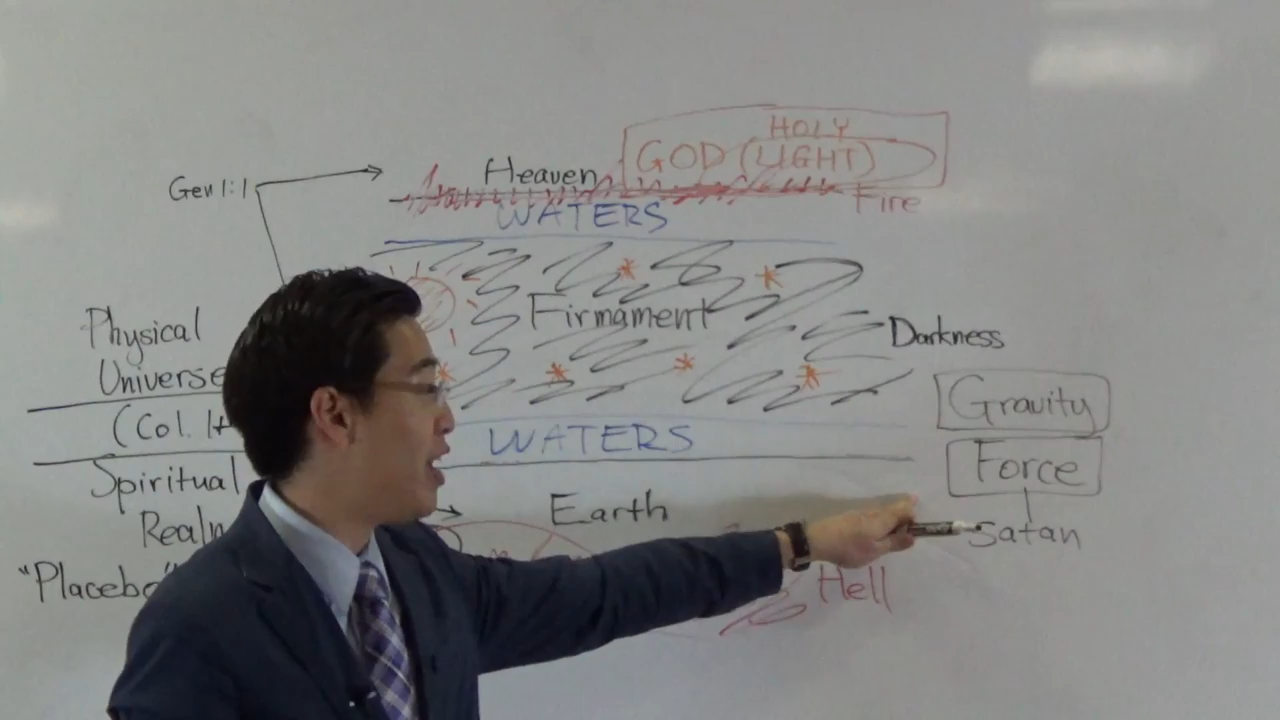 HOLY
GOD (LIGHT)
Heaven
Gen 1:1
Fire
WATERS
Firmament
Physical
Universe
Darkness
Gravity
(Col. 1
WATERS
Force
Spiritual
Realm
Earth
Satan
"Placebo"
Hell